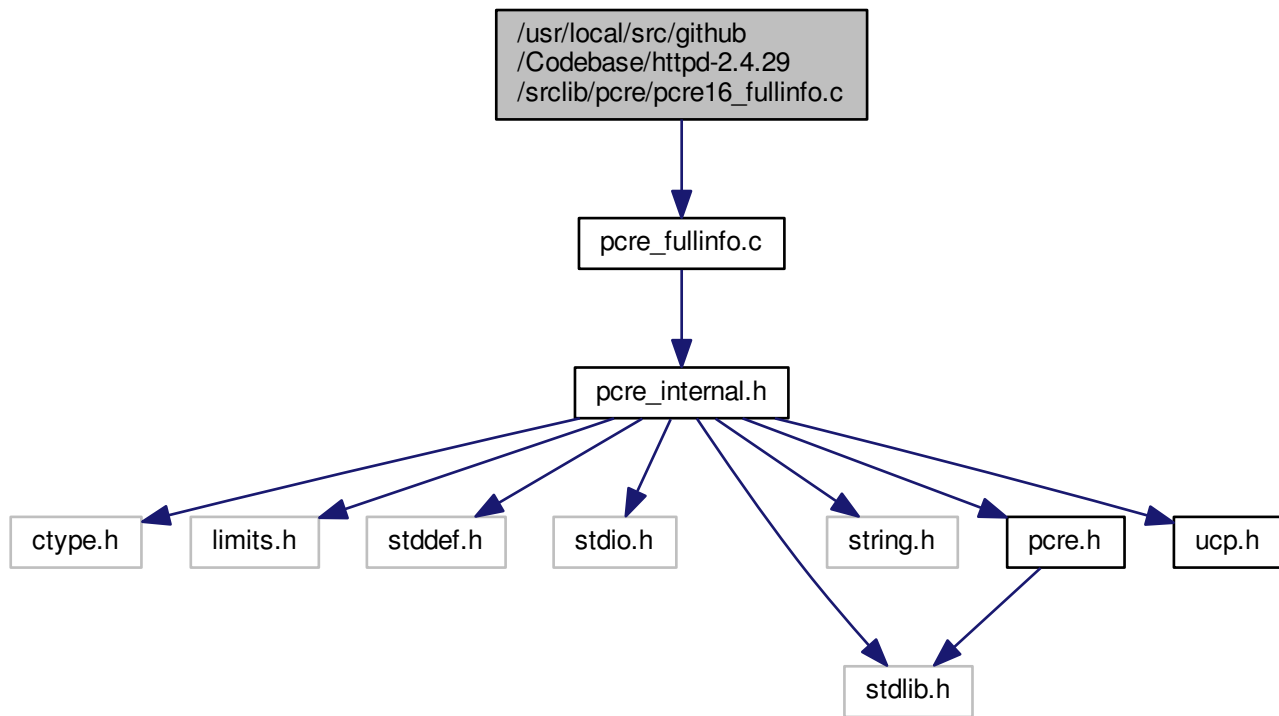 /usr/local/src/github
/Codebase/httpd-2.4.29
/srclib/pcre/pcre16_fullinfo.c
pcre_fullinfo.c
pcre_internal.h
ctype.h
limits.h
stddef.h
stdio.h
string.h
pcre.h
ucp.h
stdlib.h